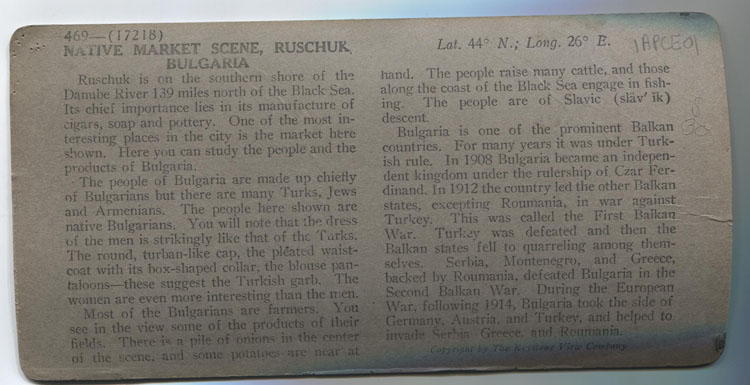 469—(17218)
NATIVE MARKET SCENE, RUSCHUK,
BULGARIA
Ruschuk is on the southern shore of the
Danube River 139 miles north of the Black Sea.
Its chief importance lies in its manufacture of
cigars, soap and pottery. One of the most in-
teresting places in the city is the market here
shown. Here you can study the people and the
products of Bulgaria.
The people of Bulgaria are made up chiefly
of Bulgarians but there are many Turks, Jews
and Armenians. The people here shown are
native Bulgarians. You will note that the dress
of the men is strikingly like that of the Turks.
The round, turban-like cap, the pleated waist-
coat with its box-shaped collar, the blouse pan-
taloons—these suggest the Turkish garb. The
women are even more interesting than the men.
Most of the Bulgarians are farmers. You
see in the view some of the products of their
fields. There is a pile of onions in the center
of the scene, and some potatoes are near at
Lat. 44° N.; Long. 26° E.
1APCE01
hand. The people raise many cattle, and those
along the coast of the Black Sea engage in fish-
ing. The people are of Slavic (släv′ ik)
descent.
Bulgaria is one of the prominent Balkan
countries. For many years it was under Turk-
ish rule. In 1908 Bulgaria became an indepen-
dent kingdom under the rulership of Czar Fer-
dinand. In 1912 the country led the other Balkan
states, excepting Roumania, in war against
Turkey. This was called the First Balkan
War. Turkey was defeated and then the
Balkan states fell to quarreling among them-
selves. Serbia, Montenegro, and Greece,
backed by Roumania, defeated Bulgaria in the
Second Balkan War. During the European
War, following 1914, Bulgaria took the side of
Germany, Austria, and Turkey, and helped to
invade Serbia, Greece, and Roumania.
Copyright by The Keystone View Company